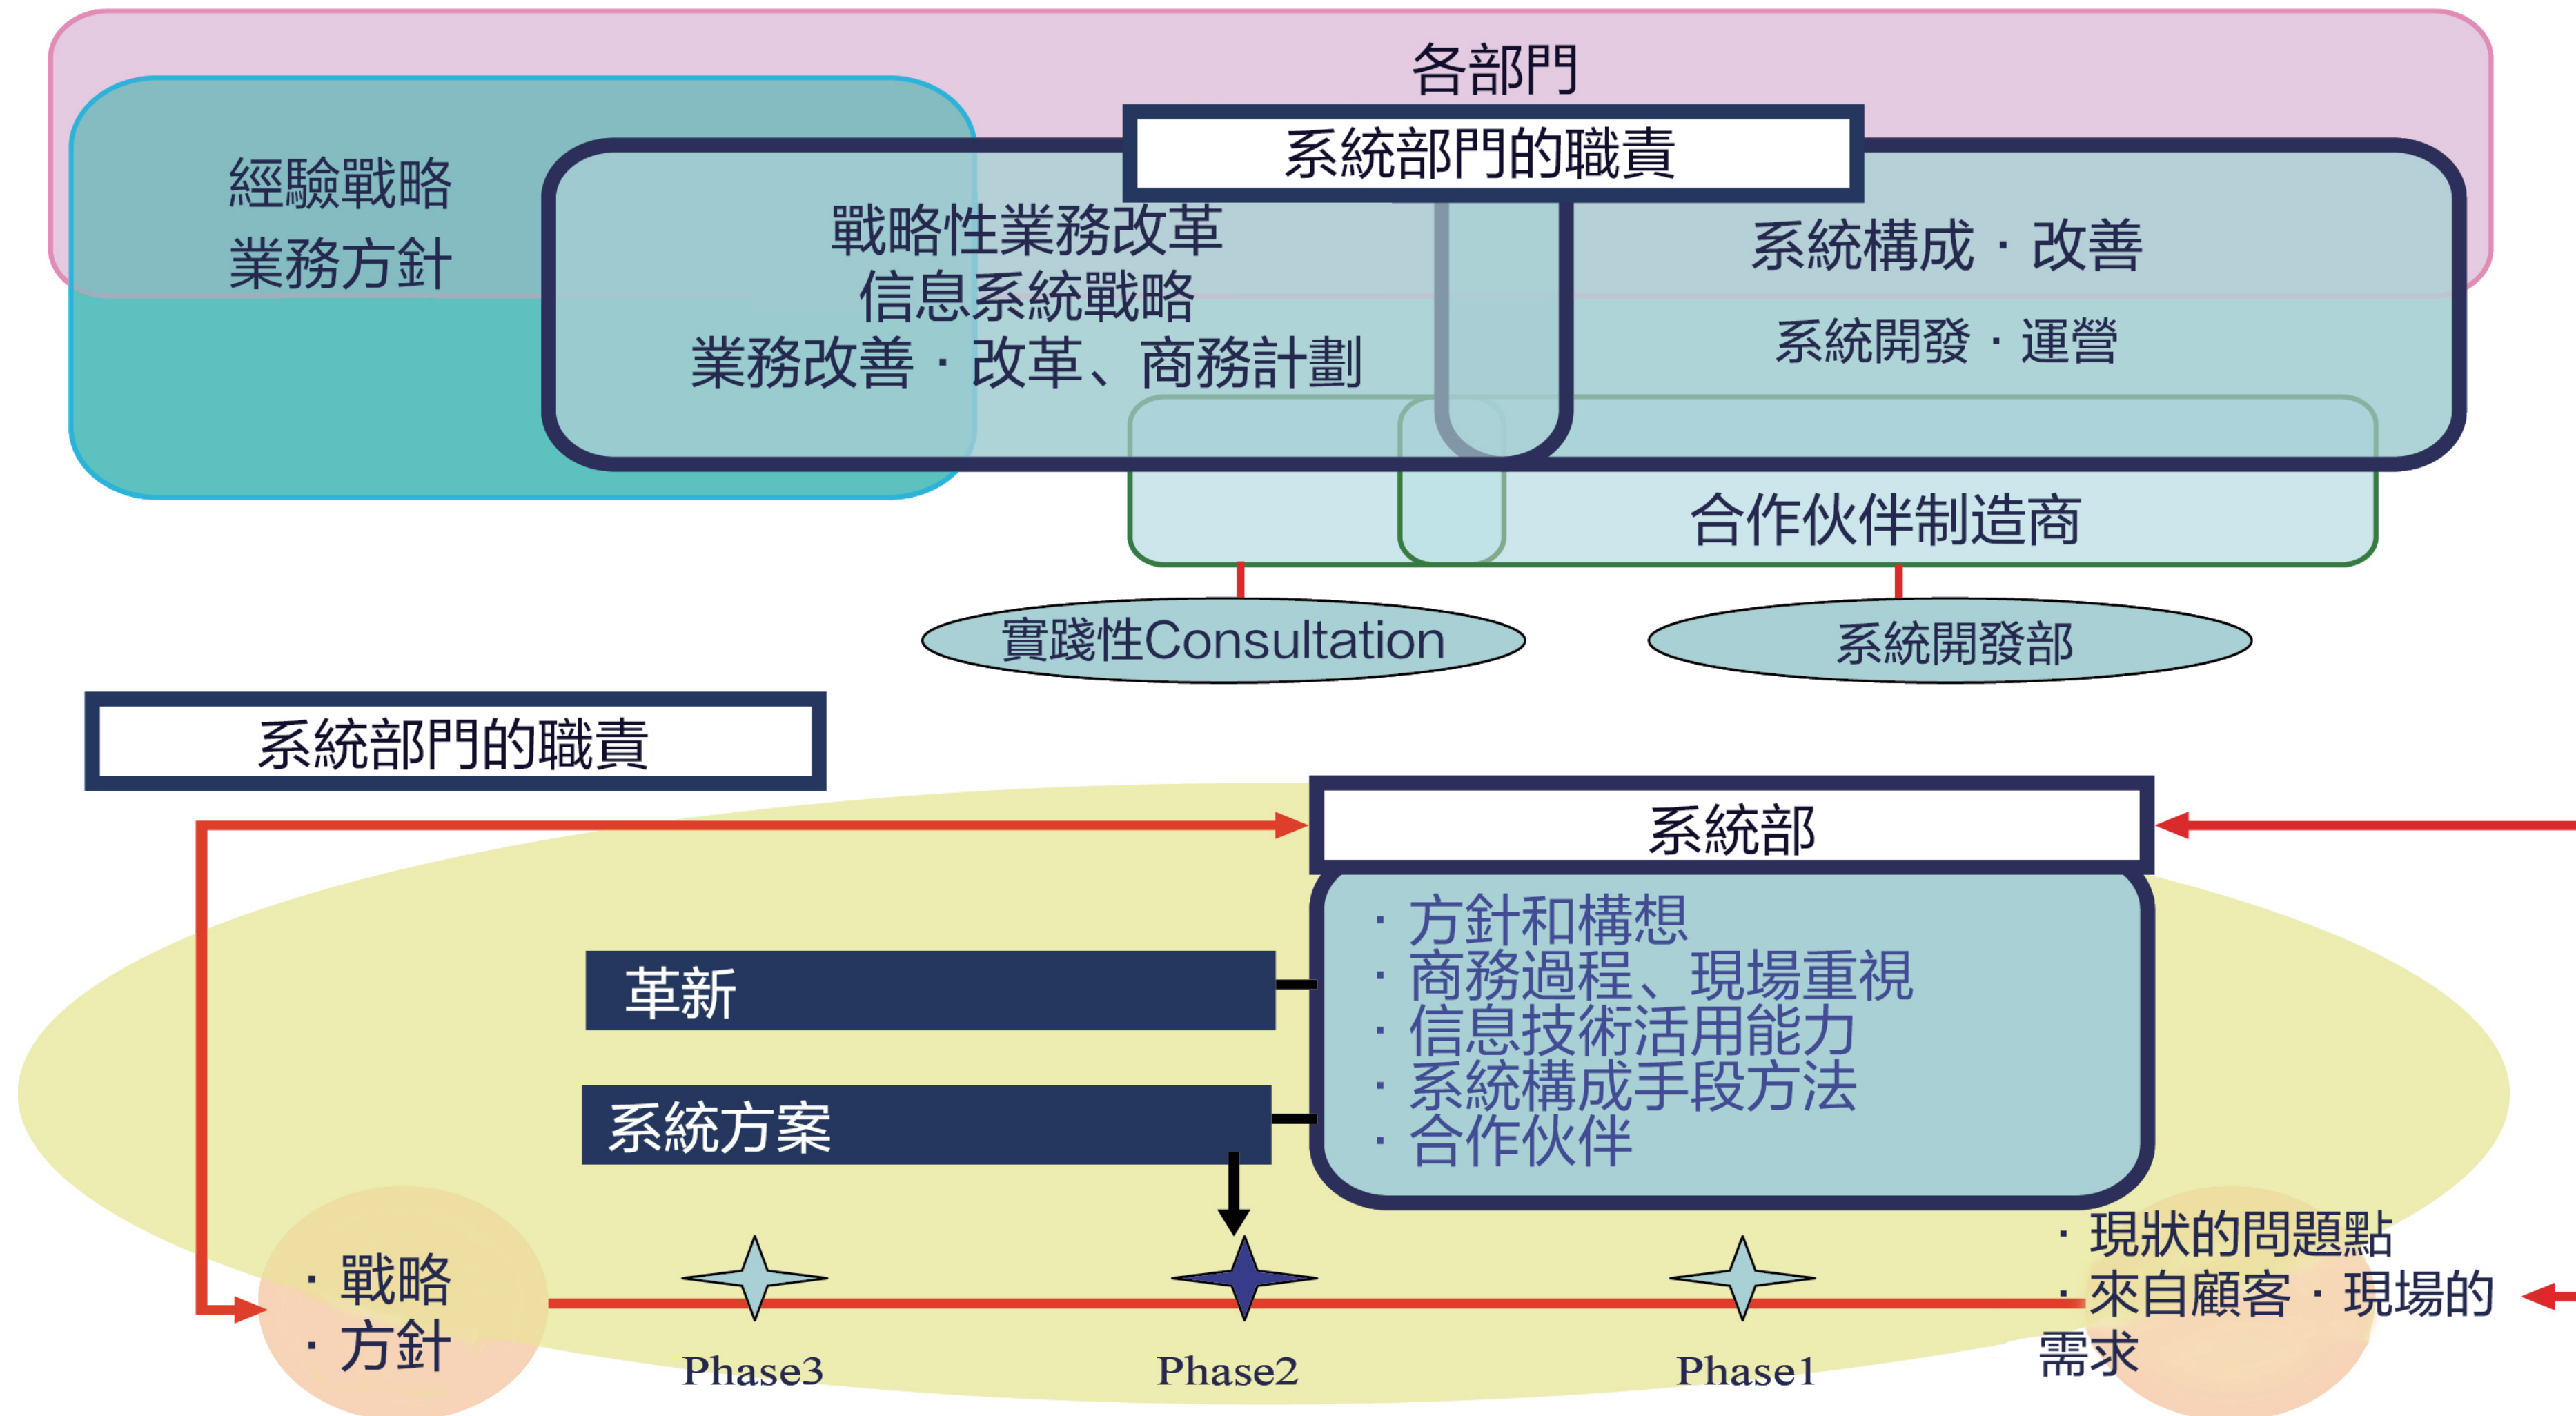 各部門
系統部門的職責
經驗戰略
業務方針
戰略性業務改革
信息系統戰略
業務改善·改革、商務計劃
系統構成·改善
系統開發·運營
合作伙伴制造商
實踐性Consultation
系統開發部
系統部門的職責
系統部
·方針和構想
·商務過程、現場重視
·信息技術活用能力
·系統構成手段方法
·合作伙伴
革新
系統方案
·戰略
·方針
Phase3
Phase2
Phase1
·現狀的問題點
·來自顧客·現場的
需求